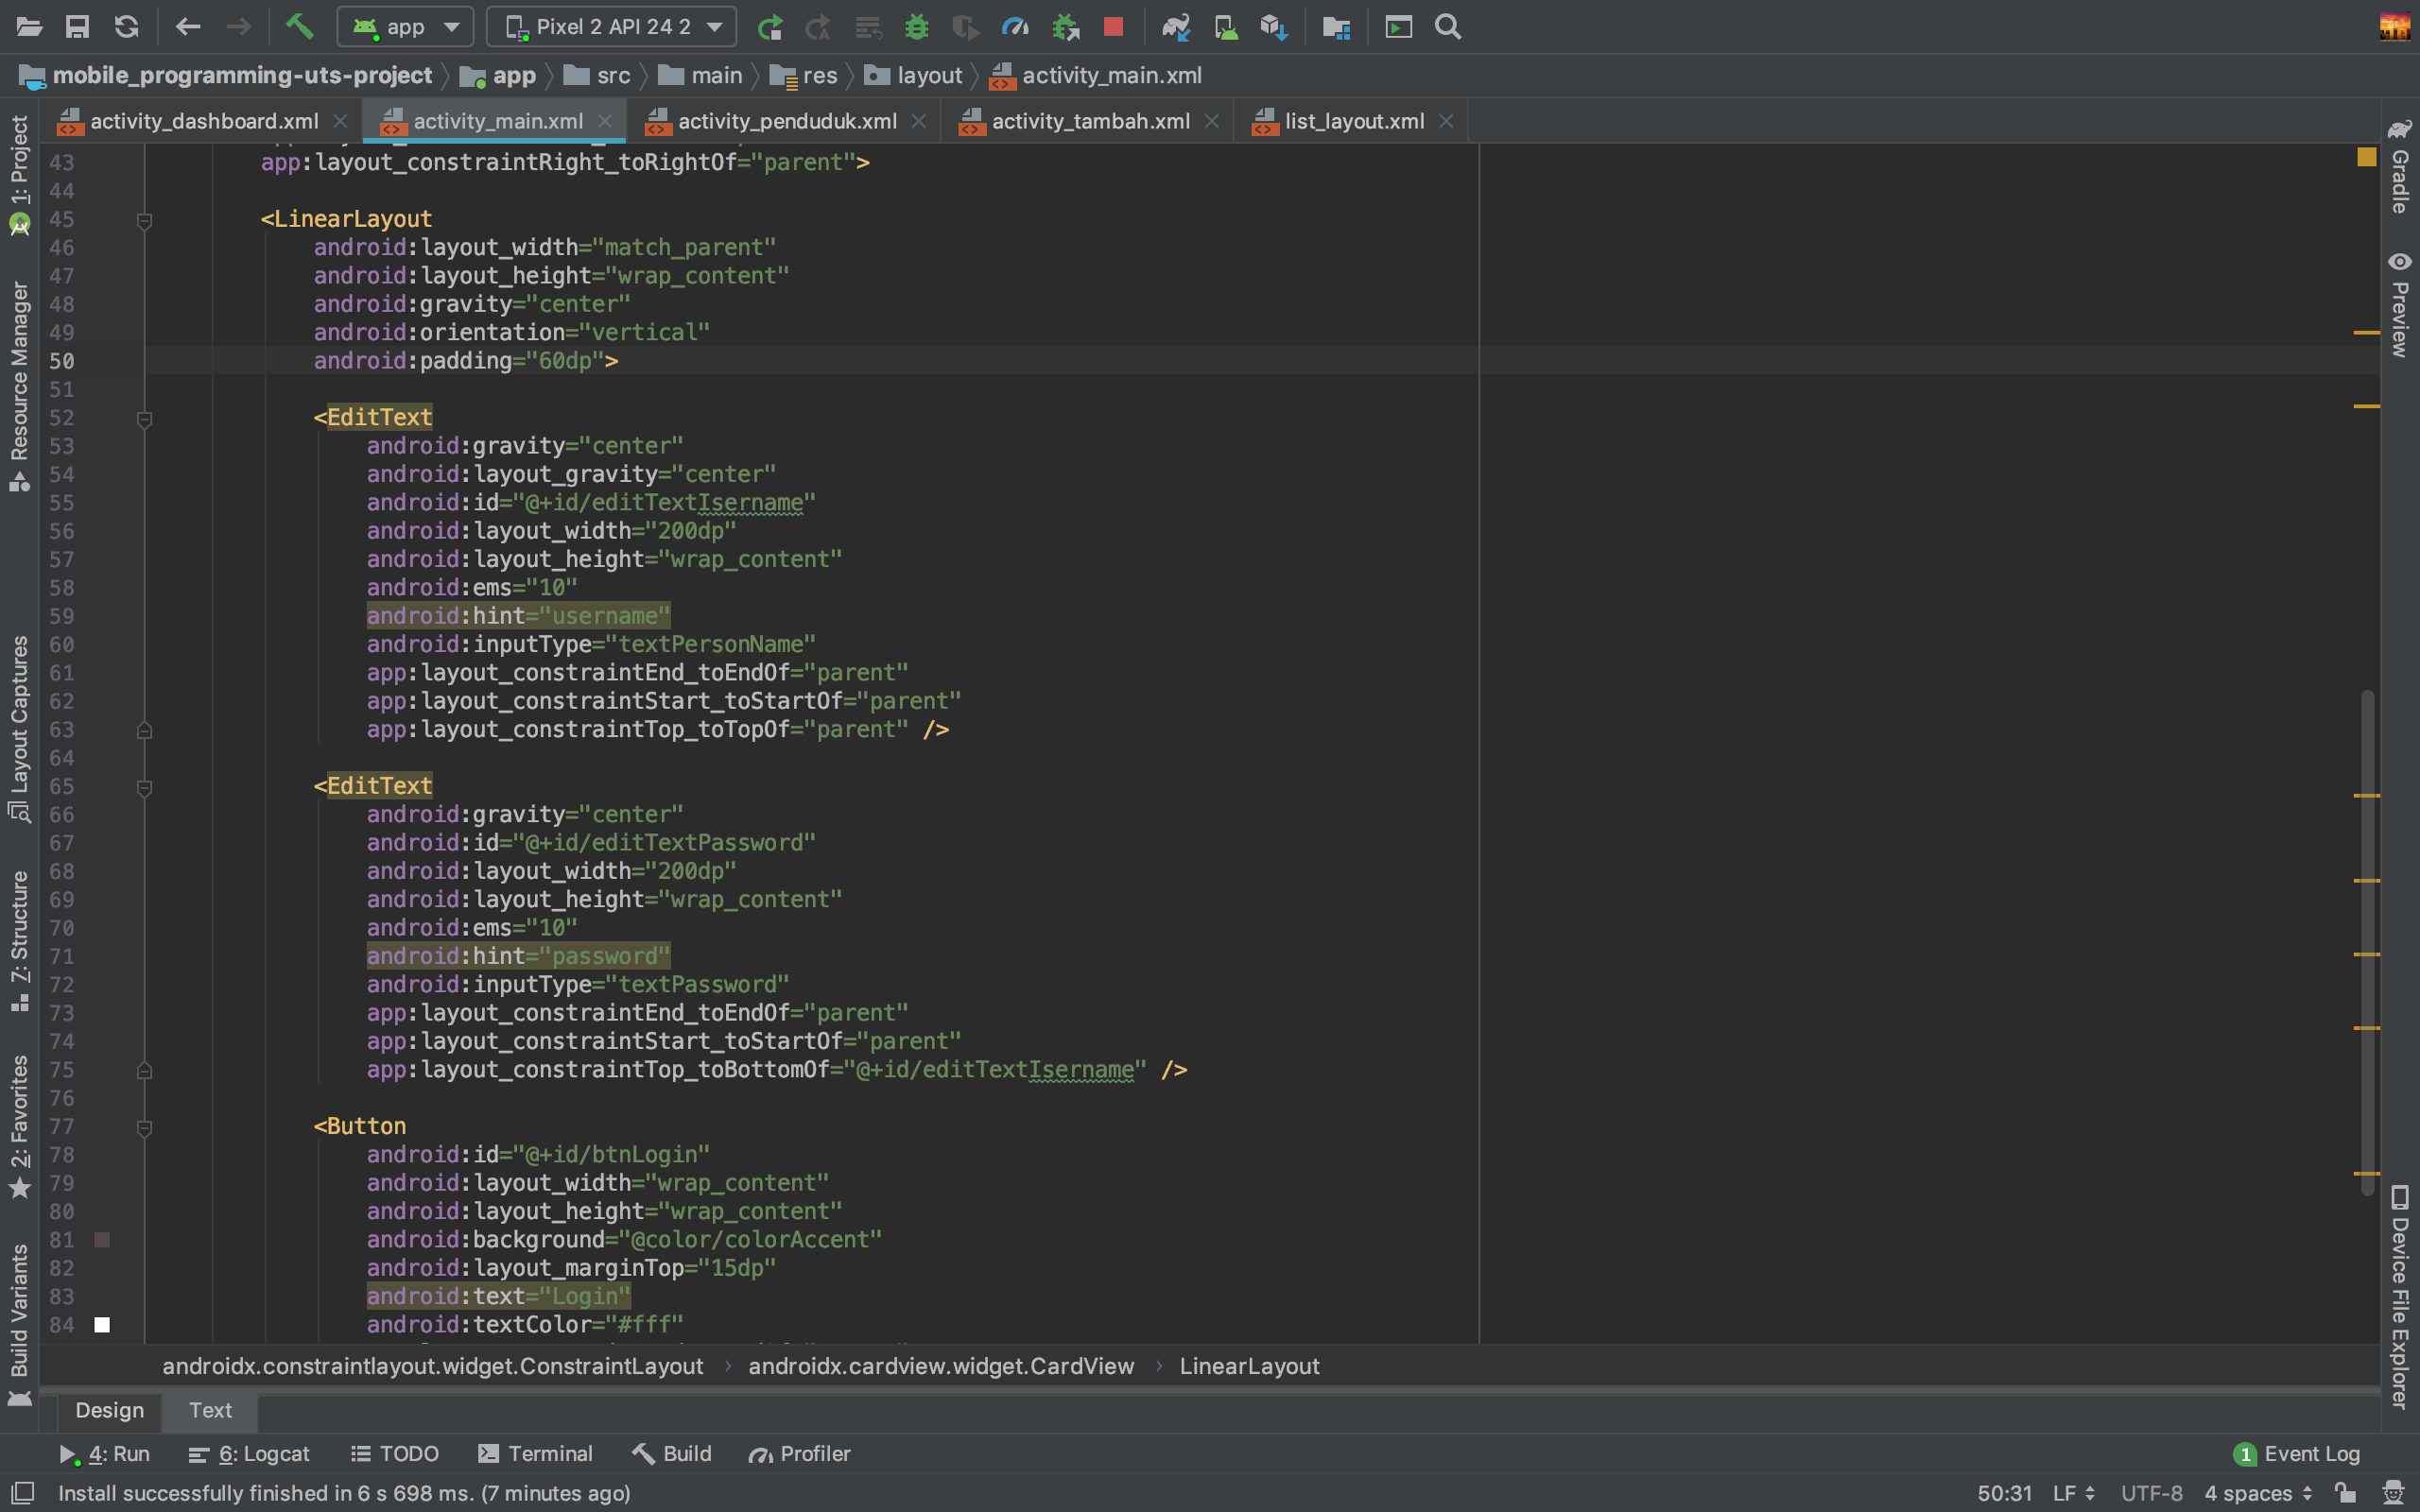 app
Pixel 2 API 24 2
mobile_programming-uts-project
app
src
main
res
layout
activity_main.xml
activity_dashboard.xml
activity_main.xml
activity_penduduk.xml
activity_tambah.xml
list_layout.xml
1: Project
Resource Manager
Layout Captures
Z: Structure
2: Favorites
Build Variants
43 app:layout_constraintRight_toRightOf="parent">
44
45 <LinearLayout
46 android:layout_width="match_parent"
47 android:layout_height="wrap_content"
48 android:gravity="center"
49 android:orientation="vertical"
50 android:padding="60dp">
51
52 <EditText
53 android:gravity="center"
54 android:layout_gravity="center"
55 android:id="@+id/editTextIsername"
56 android:layout_width="200dp"
57 android:layout_height="wrap_content"
58 android:ems="10"
59 android:hint="username"
60 android:inputType="textPersonName"
61 app:layout_constraintEnd_toEndOf="parent"
62 app:layout_constraintStart_toStartOf="parent"
63 app:layout_constraintTop_toTopOf="parent" />
64
65 <EditText
66 android:gravity="center"
67 android:id="@+id/editTextPassword"
68 android:layout_width="200dp"
69 android:layout_height="wrap_content"
70 android:ems="10"
71 android:hint="password"
72 android:inputType="textPassword"
73 app:layout_constraintEnd_toEndOf="parent"
74 app:layout_constraintStart_toStartOf="parent"
75 app:layout_constraintTop_toBottomOf="@+id/editTextIsername" />
76
77 <Button
78 android:id="@+id/btnLogin"
79 android:layout_width="wrap_content"
80 android:layout_height="wrap_content"
81 android:background="@color/colorAccent"
82 android:layout_marginTop="15dp"
83 android:text="Login"
84 android:textColor="#fff"
Gradle
Preview
Device File Explorer
androidx.constraintlayout.widget.ConstraintLayout
androidx.cardview.widget.CardView
LinearLayout
Design
Text
4: Run
6: Logcat
TODO
Terminal
Build
Profiler
1 Event Log
Install successfully finished in 6 s 698 ms. (7 minutes ago)
50:31
LF
UTF-8
4 spaces